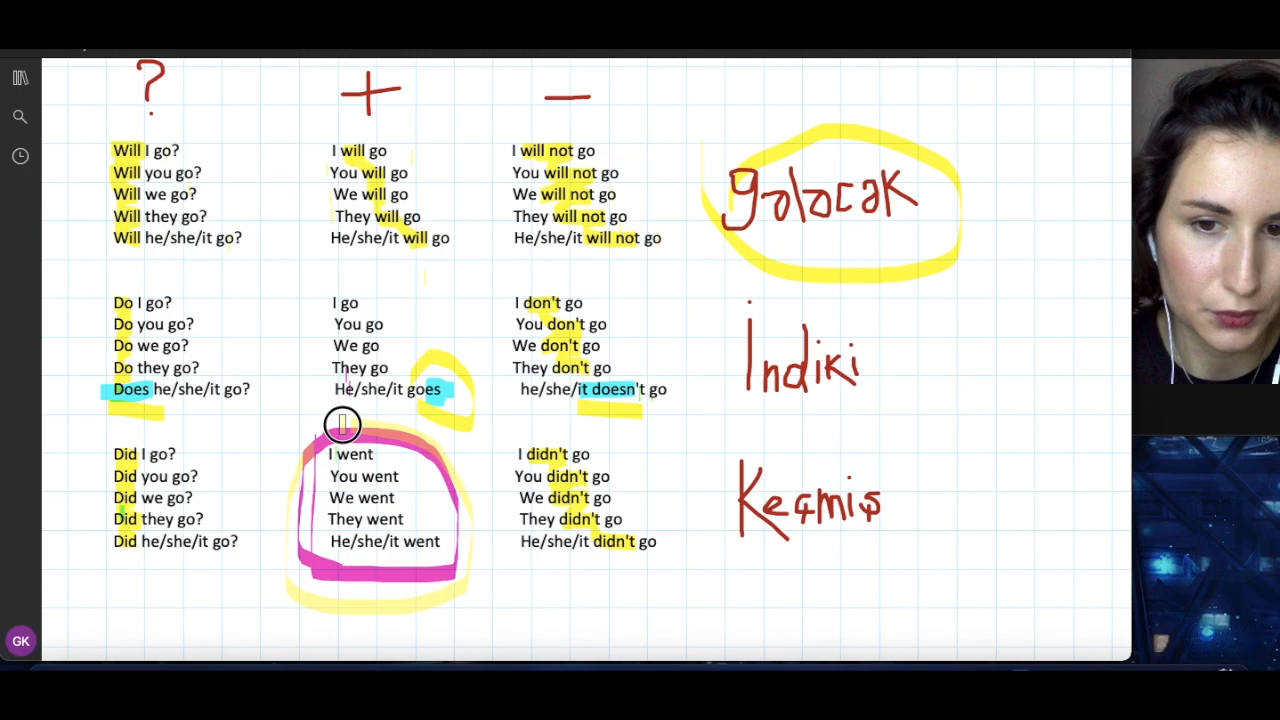 ? + −
Will I go? I will go I will not go
Will you go? You will go You will not go
Will we go? We will go We will not go
Will they go? They will go They will not go
Will he/she/it go? He/she/it will go He/she/it will not go
gələcək
Do I go? I go I don't go
Do you go? You go You don't go
Do we go? We go We don't go
Do they go? They go They don't go
Does he/she/it go? He/she/it goes he/she/it doesn't go
İndiki
Did I go? I went I didn't go
Did you go? You went You didn't go
Did we go? We went We didn't go
Did they go? They went They didn't go
Did he/she/it go? He/she/it went He/she/it didn't go
Keçmiş
GK